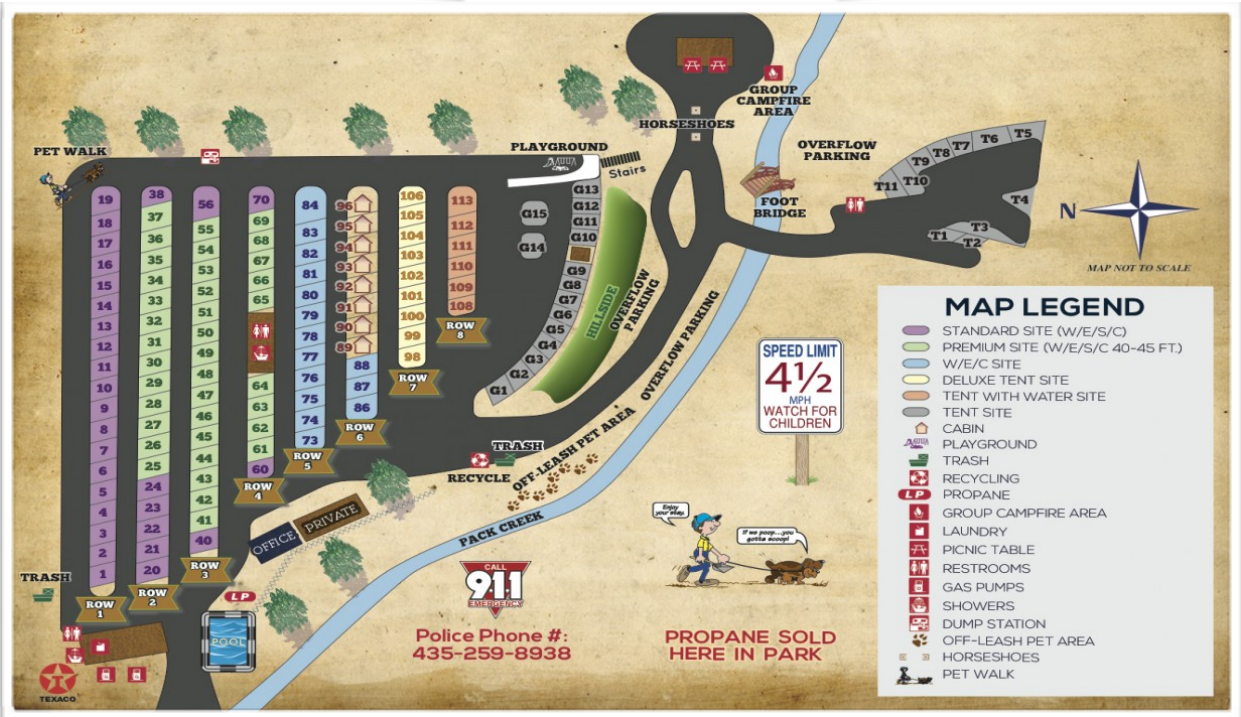 PET WALK
PLAYGROUND
Stairs
HORSESHOES
GROUP
CAMPFIRE
AREA
OVERFLOW
PARKING
FOOT
BRIDGE
T11
T10
T9
T8
T7
T6
T5
T4
T3
T2
T1
N
MAP NOT TO SCALE
19
18
17
16
15
14
13
12
11
10
9
8
7
6
5
4
3
2
1
ROW
1
38
37
36
35
34
33
32
31
30
29
28
27
26
25
24
23
22
21
20
ROW
2
56
55
54
53
52
51
50
49
48
47
46
45
44
43
42
41
40
ROW
3
70
69
68
67
66
65
64
63
62
61
60
ROW
4
84
83
82
81
80
79
78
77
76
75
74
73
ROW
5
96
95
94
93
92
91
90
89
88
87
86
ROW
6
106
105
104
103
102
101
100
99
98
ROW
7
113
112
111
110
109
108
ROW
8
G15
G14
G13
G12
G11
G10
G9
G8
G7
G6
G5
G4
G3
G2
G1
HILLSIDE
OVERFLOW
PARKING
OVERFLOW PARKING
OFF-LEASH PET AREA
TRASH
RECYCLE
PACK CREEK
OFFICE
PRIVATE
TRASH
LP
POOL
TEXACO
CALL
911
EMERGENCY
Police Phone #:
435-259-8938
PROPANE SOLD
HERE IN PARK
Enjoy
your stay.
If we poop...you
gotta scoop!
SPEED LIMIT
4½
MPH
WATCH FOR
CHILDREN
MAP LEGEND
STANDARD SITE (W/E/S/C)
PREMIUM SITE (W/E/S/C 40-45 FT.)
W/E/C SITE
DELUXE TENT SITE
TENT WITH WATER SITE
TENT SITE
CABIN
PLAYGROUND
TRASH
RECYCLING
LP PROPANE
GROUP CAMPFIRE AREA
LAUNDRY
PICNIC TABLE
RESTROOMS
GAS PUMPS
SHOWERS
DUMP STATION
OFF-LEASH PET AREA
HORSESHOES
PET WALK